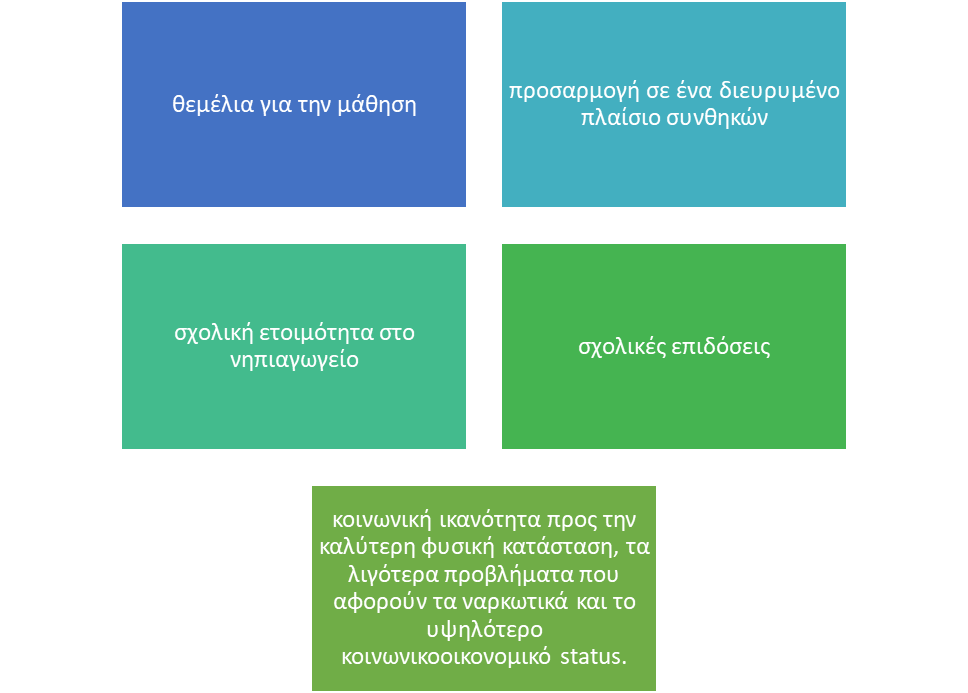 θεμέλια για την μάθηση
προσαρμογή σε ένα διευρυμένο
πλαίσιο συνθηκών
σχολική ετοιμότητα στο
νηπιαγωγείο
σχολικές επιδόσεις
κοινωνική ικανότητα προς την
καλύτερη φυσική κατάσταση, τα
λιγότερα προβλήματα που
αφορούν τα ναρκωτικά και το
υψηλότερο
κοινωνικοοικονομικό status.